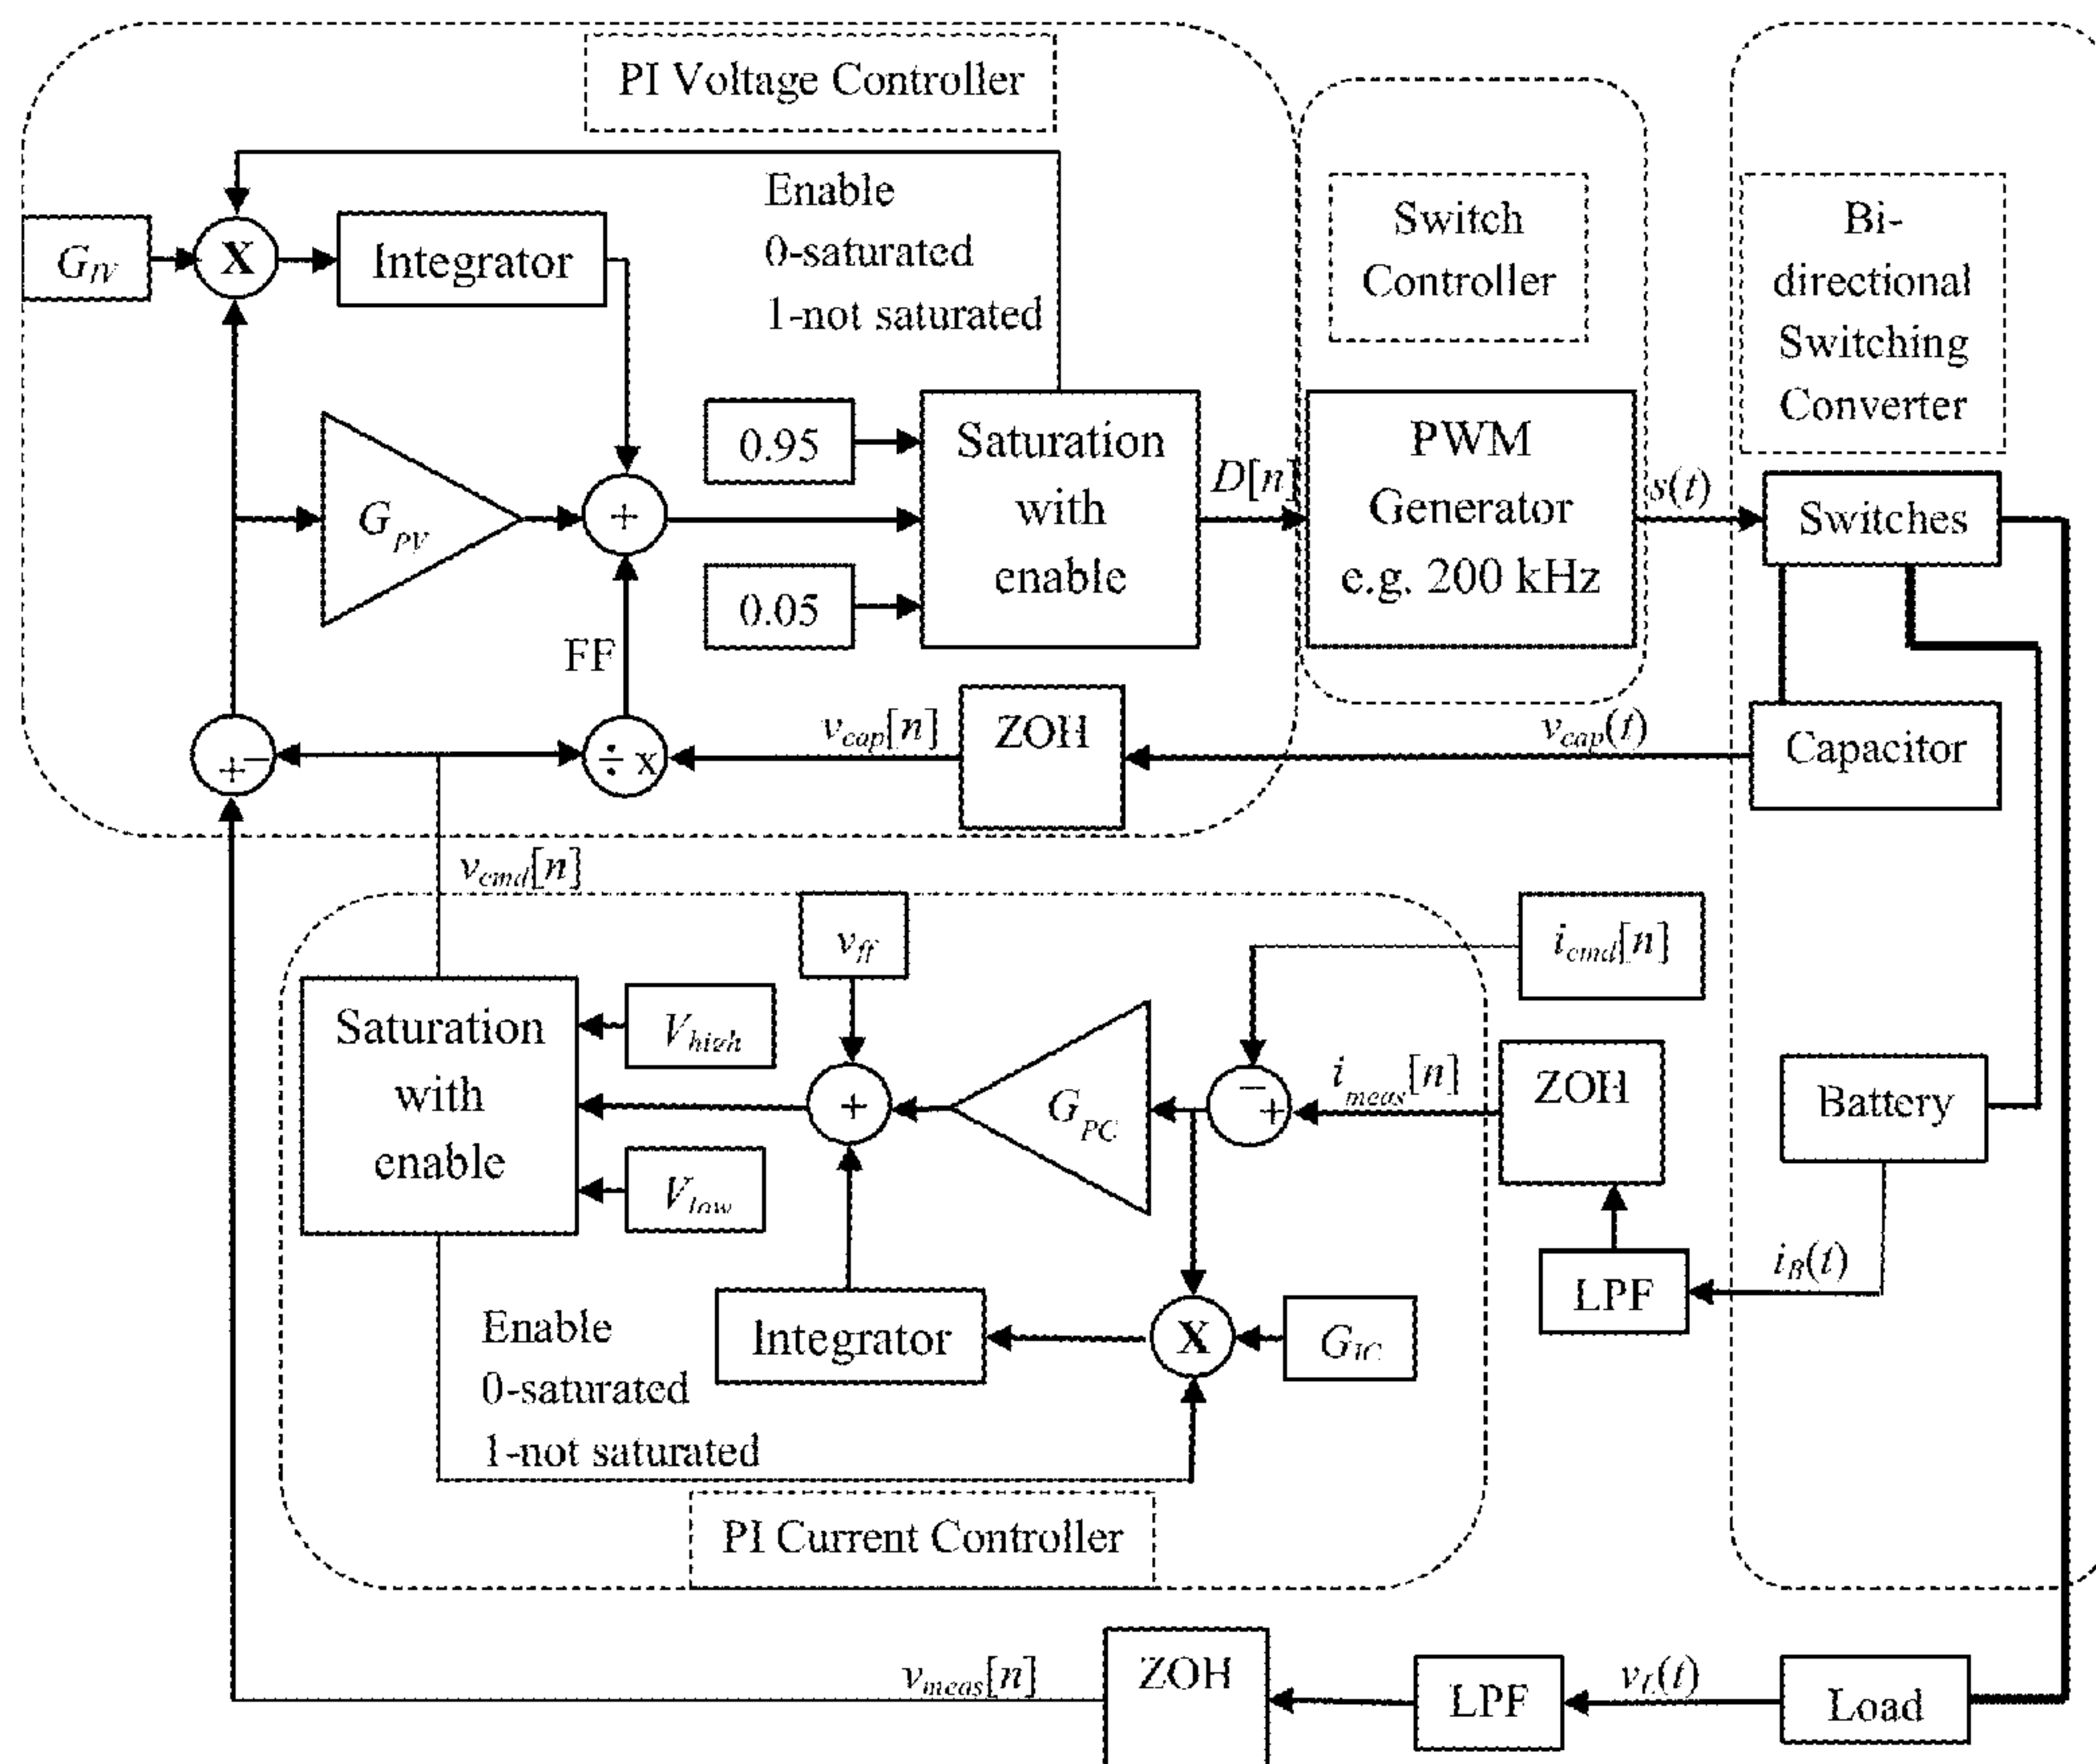 PI Voltage Controller
Enable
0-saturated
1-not saturated
Switch
Controller
Bi-
directional
Switching
Converter
G_IV
X
Integrator
G_PV
+
0.95
0.05
Saturation
with
enable
D[n]
PWM
Generator
e.g. 200 kHz
s(t)
Switches
FF
+ −
÷ x
v_cap[n]
ZOH
v_cap(t)
Capacitor
v_cmd[n]
v_ff
i_cmd[n]
Saturation
with
enable
V_high
V_low
+
G_PC
− +
i_meas[n]
ZOH
Battery
Integrator
X
G_IC
LPF
i_B(t)
Enable
0-saturated
1-not saturated
PI Current Controller
v_meas[n]
ZOH
LPF
v_L(t)
Load